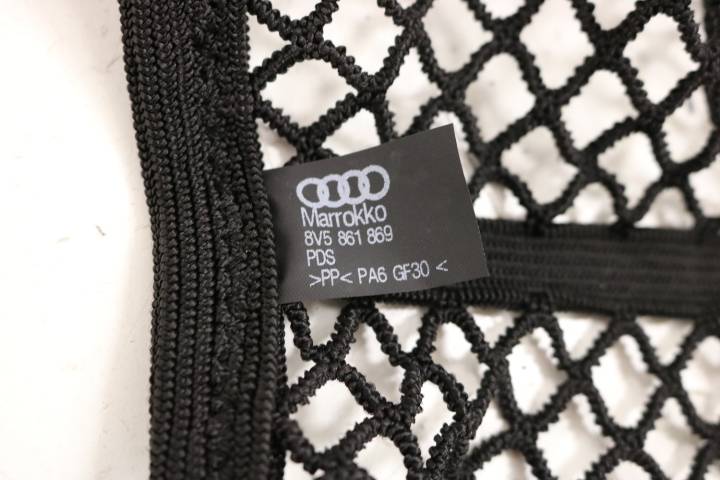 Marrokko
8V5 861 869
PDS
>PP< PA6 GF30 <